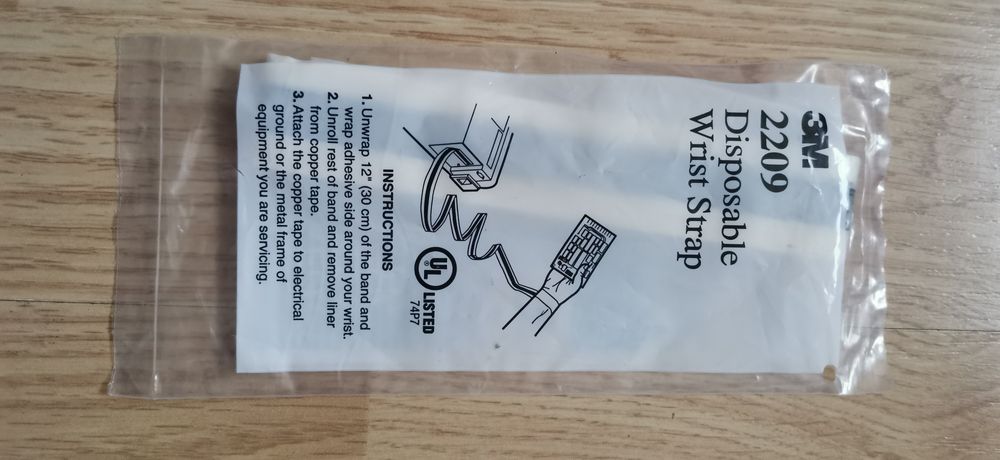 3M
2209
Disposable
Wrist Strap
UL LISTED
74P7
INSTRUCTIONS
1. Unwrap 12" (30 cm) of the band and
wrap adhesive side around your wrist.
2. Unroll rest of band and remove liner
from copper tape.
3. Attach the copper tape to electrical
ground or the metal frame of
equipment you are servicing.